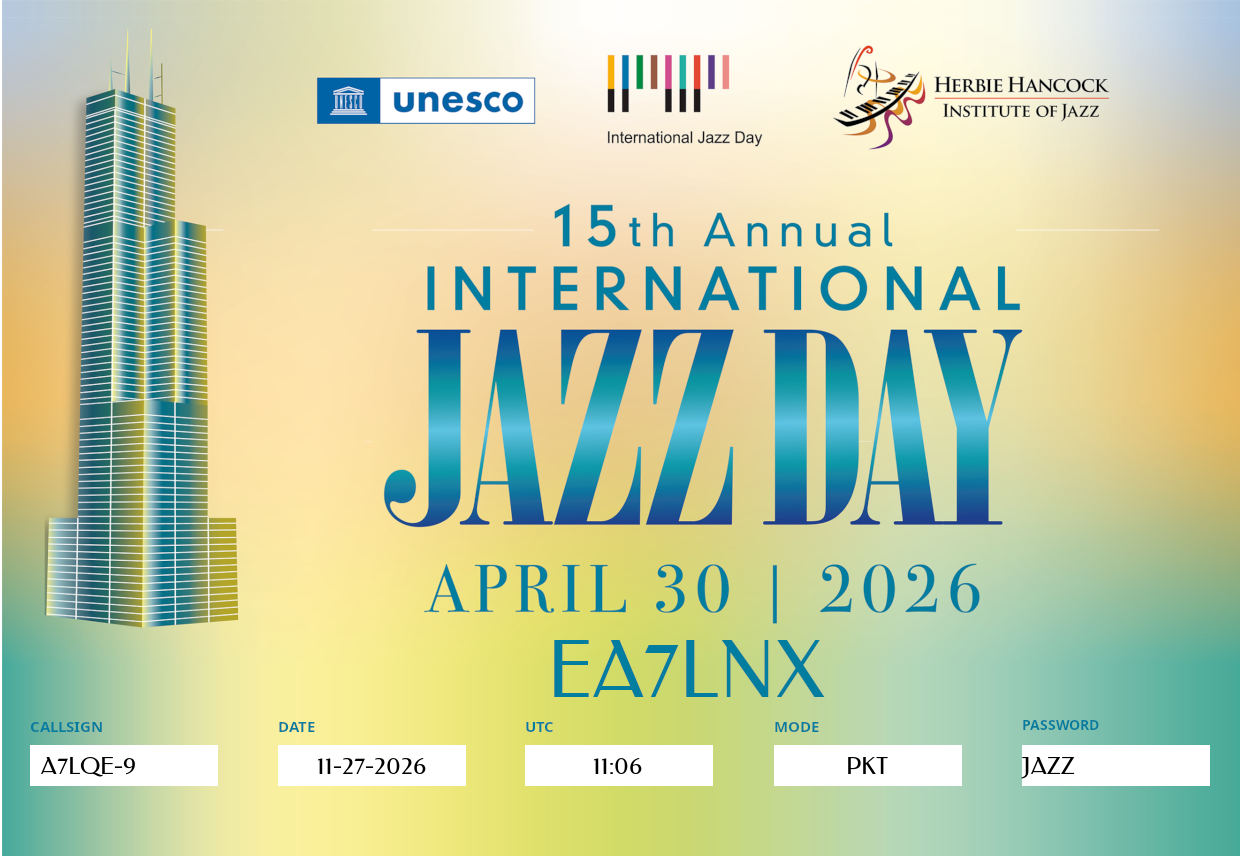 UNESCO
unesco
International Jazz Day
HERBIE HANCOCK
INSTITUTE OF JAZZ
15th Annual
INTERNATIONAL
JAZZ DAY
APRIL 30 | 2026
EA7LNX
CALLSIGN
DATE
UTC
MODE
PASSWORD
A7LQE-9
11-27-2026
11:06
PKT
JAZZ